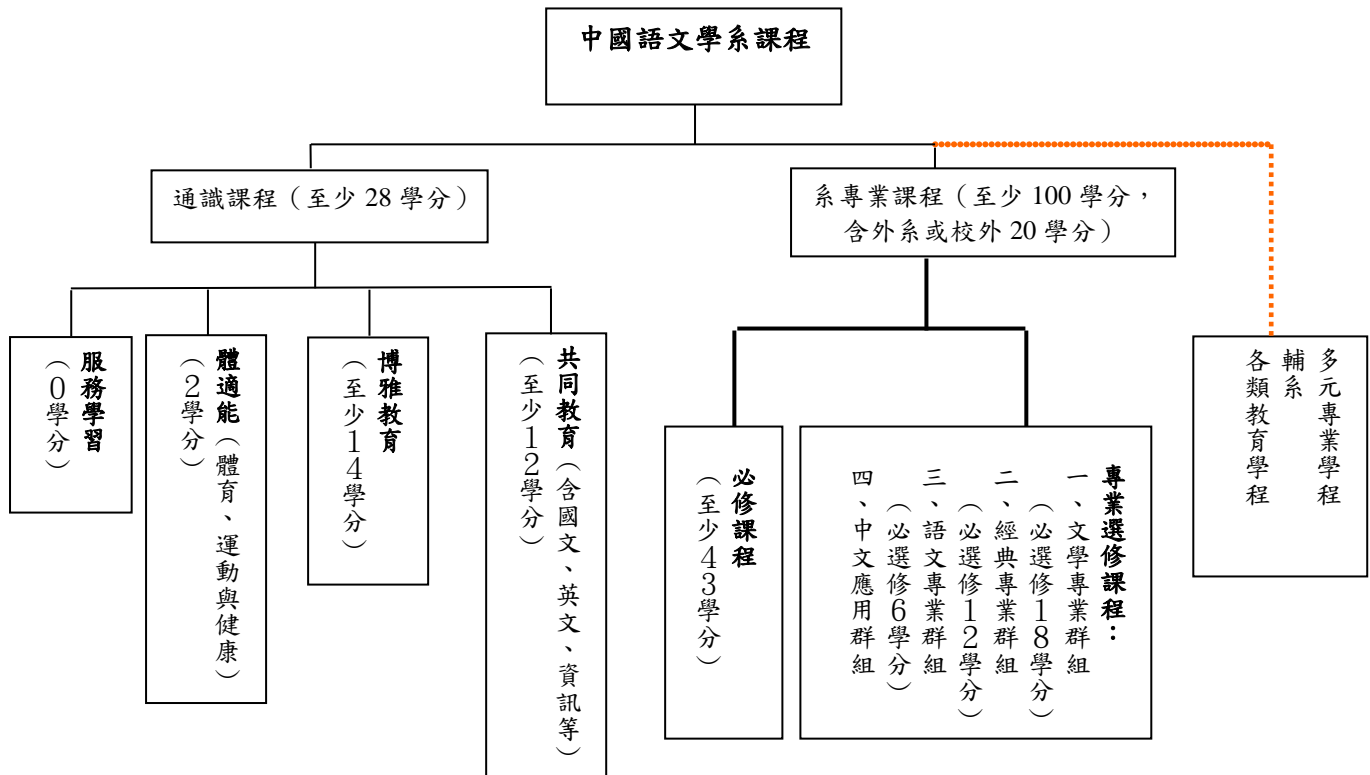 中國語文學系課程
通識課程（至少 28 學分）
系專業課程（至少 100 學分，
含外系或校外 20 學分）
服務學習
（0學分）
體適能（體育、運動與健康）
（2學分）
博雅教育
（至少14學分）
共同教育（含國文、英文、資訊等）
（至少12學分）
必修課程
（至少43學分）
專業選修課程：
一、文學專業群組
（必選修18學分）
二、經典專業群組
（必選修12學分）
三、語文專業群組
（必選修6學分）
四、中文應用群組
多元專業學程
輔系
各類教育學程